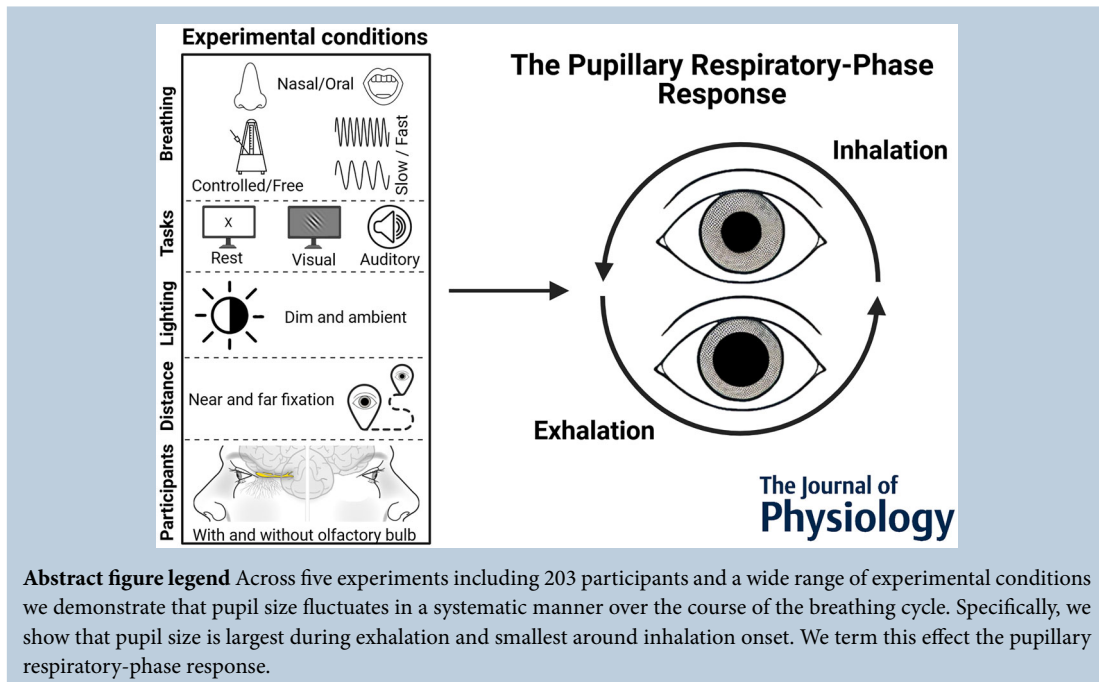 Experimental conditions
Breathing
Nasal/Oral
Controlled/Free
Slow / Fast
Tasks
X
Rest
Visual
Auditory
Lighting
Dim and ambient
Distance
Near and far fixation
Participants
With and without olfactory bulb
The Pupillary Respiratory-Phase
Response
Inhalation
Exhalation
The Journal of
Physiology
Abstract figure legend Across five experiments including 203 participants and a wide range of experimental conditions
we demonstrate that pupil size fluctuates in a systematic manner over the course of the breathing cycle. Specifically, we
show that pupil size is largest during exhalation and smallest around inhalation onset. We term this effect the pupillary
respiratory-phase response.